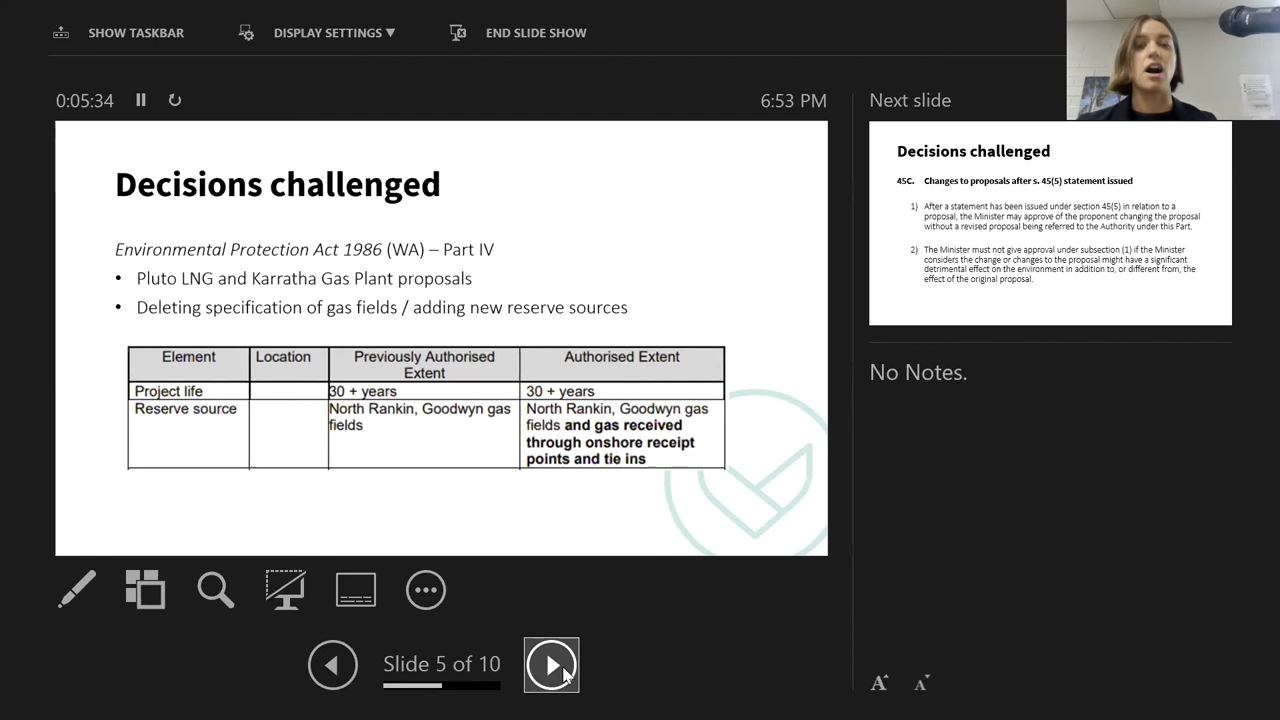 SHOW TASKBAR
DISPLAY SETTINGS ▼
END SLIDE SHOW
0:05:34
6:53 PM
Decisions challenged
Environmental Protection Act 1986 (WA) – Part IV
• Pluto LNG and Karratha Gas Plant proposals
• Deleting specification of gas fields / adding new reserve sources
Element
Location
Previously Authorised
Extent
Authorised Extent
Project life
30 + years
30 + years
Reserve source
North Rankin, Goodwyn gas
fields
North Rankin, Goodwyn gas
fields and gas received
through onshore receipt
points and tie ins
Slide 5 of 10
Next slide
Decisions challenged
45C. Changes to proposals after s. 45(5) statement issued
1) After a statement has been issued under section 45(5) in relation to a
proposal, the Minister may approve of the proponent changing the proposal
without a revised proposal being referred to the Authority under this Part.
2) The Minister must not give approval under subsection (1) if the Minister
considers the change or changes to the proposal might have a significant
detrimental effect on the environment in addition to, or different from, the
effect of the original proposal.
No Notes.
A A